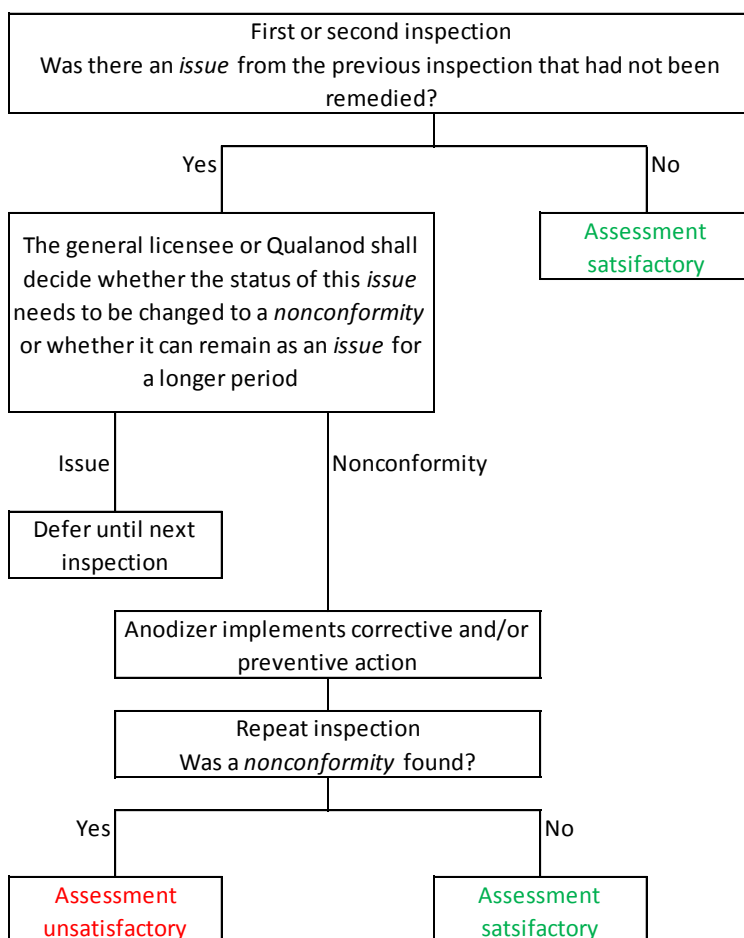 First or second inspection
Was there an issue from the previous inspection that had not been
remedied?
Yes
No
The general licensee or Qualanod shall
decide whether the status of this issue
needs to be changed to a nonconformity
or whether it can remain as an issue for
a longer period
Assessment
satsifactory
Issue
Nonconformity
Defer until next
inspection
Anodizer implements corrective and/or
preventive action
Repeat inspection
Was a nonconformity found?
Yes
No
Assessment
unsatisfactory
Assessment
satsifactory